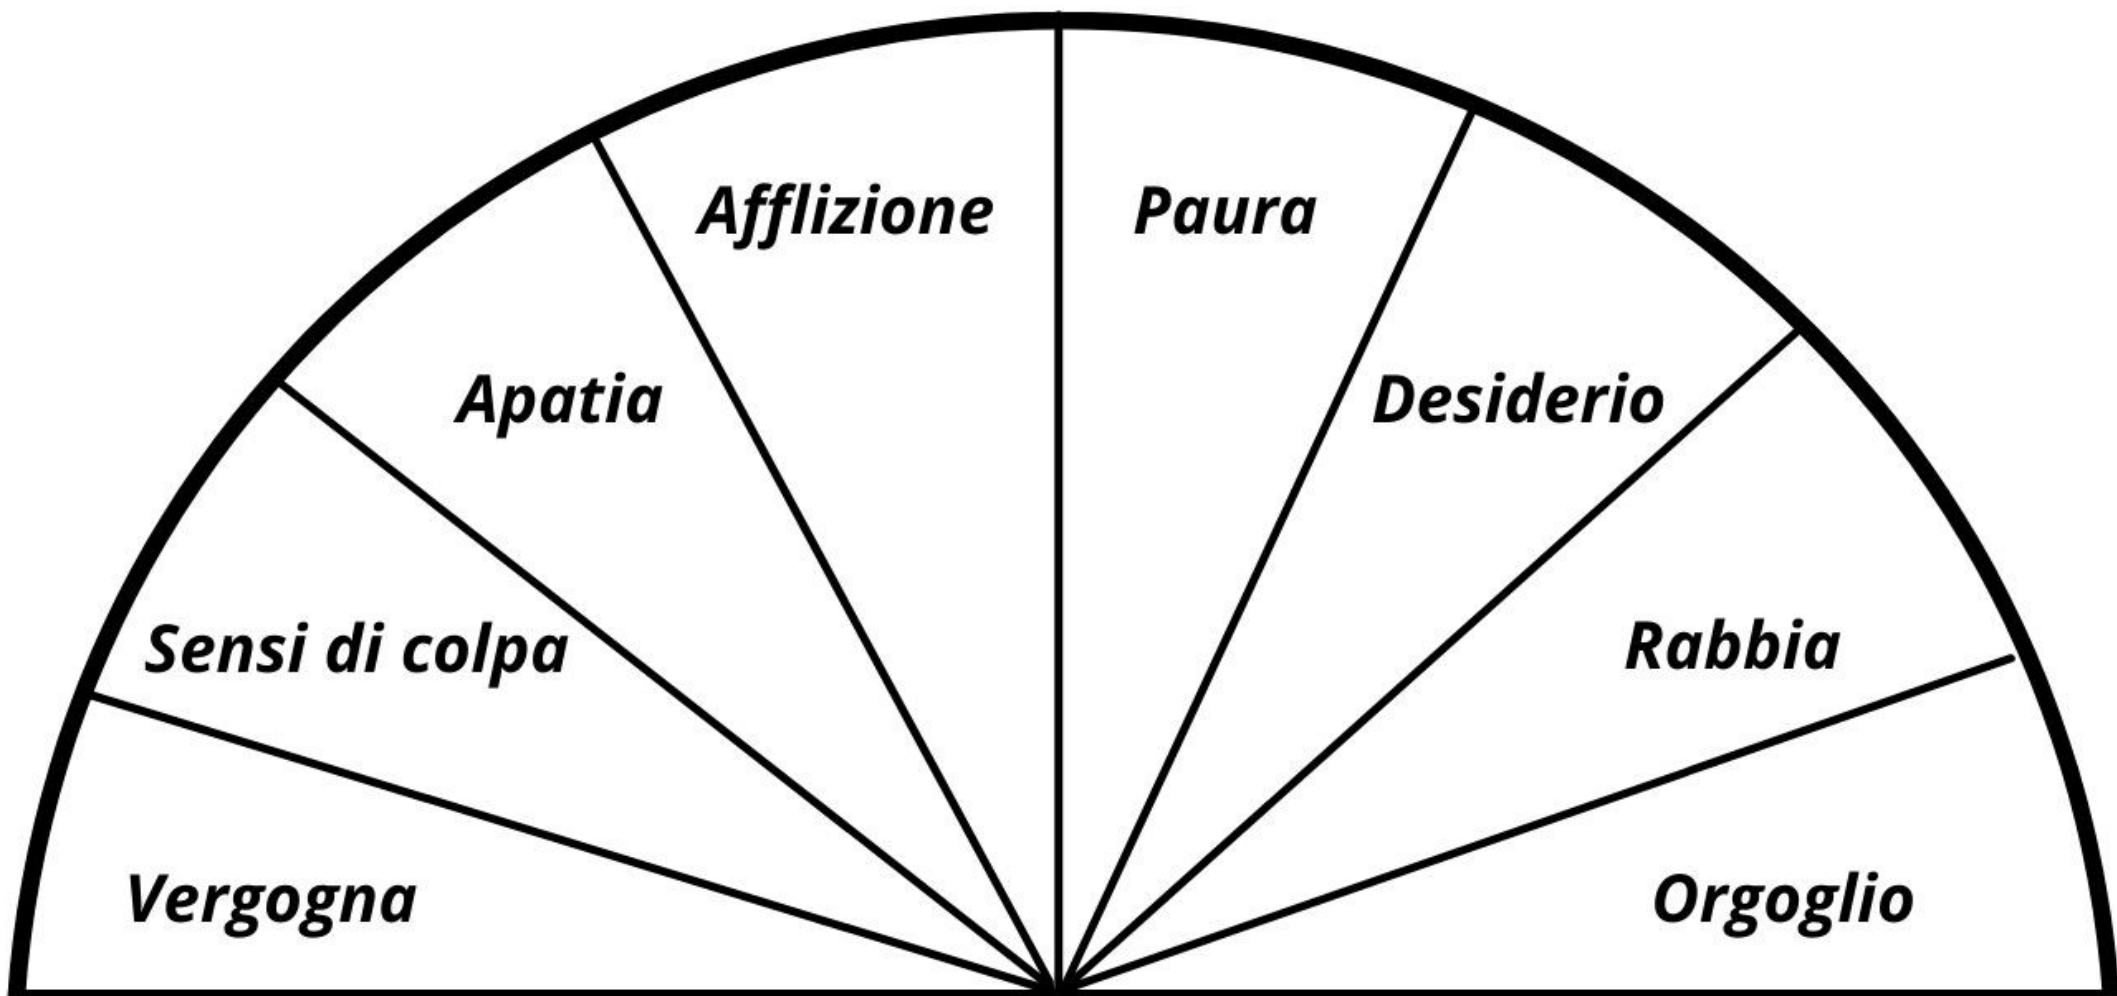 Afflizione
Paura
Apatia
Desiderio
Sensi di colpa
Rabbia
Vergogna
Orgoglio